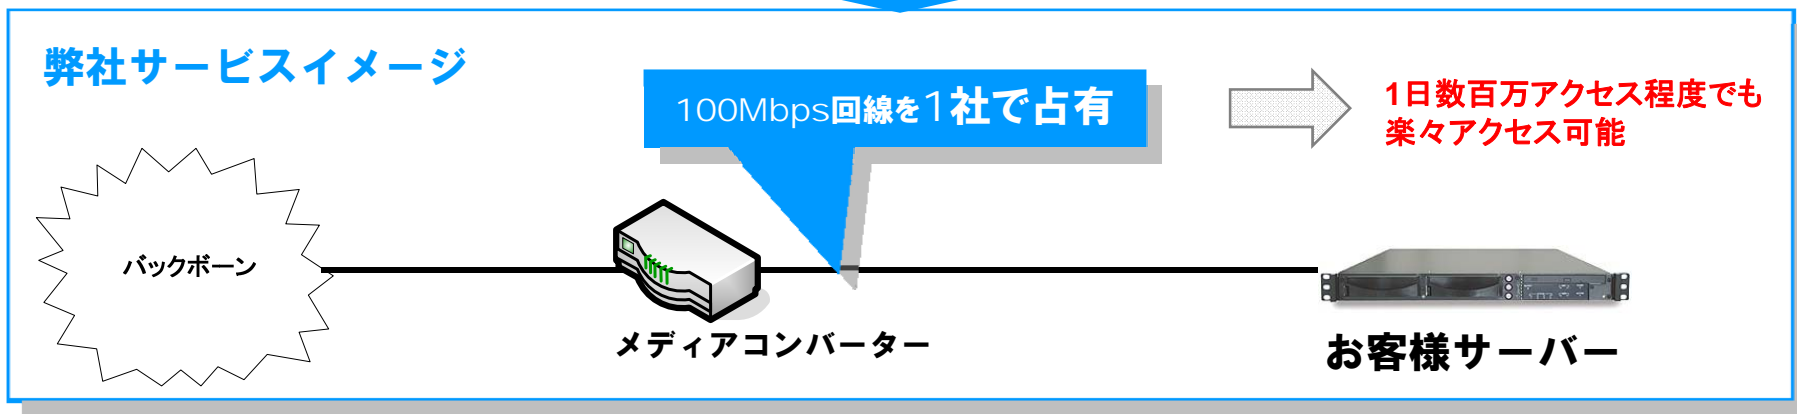 弊社サービスイメージ
100Mbps回線を1社で占有
1日数百万アクセス程度でも
楽々アクセス可能
バックボーン
メディアコンバーター
お客様サーバー